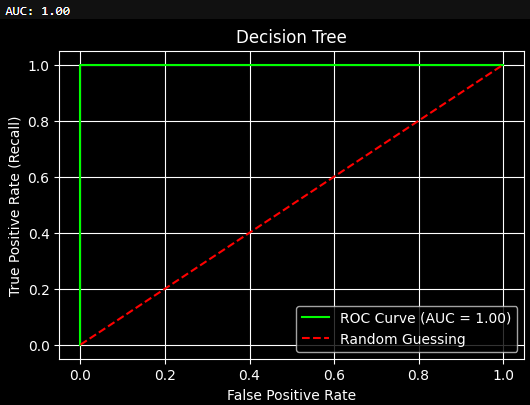 AUC: 1.00
Decision Tree
True Positive Rate (Recall)
1.0
0.8
0.6
0.4
0.2
0.0
ROC Curve (AUC = 1.00)
Random Guessing
0.0 0.2 0.4 0.6 0.8 1.0
False Positive Rate